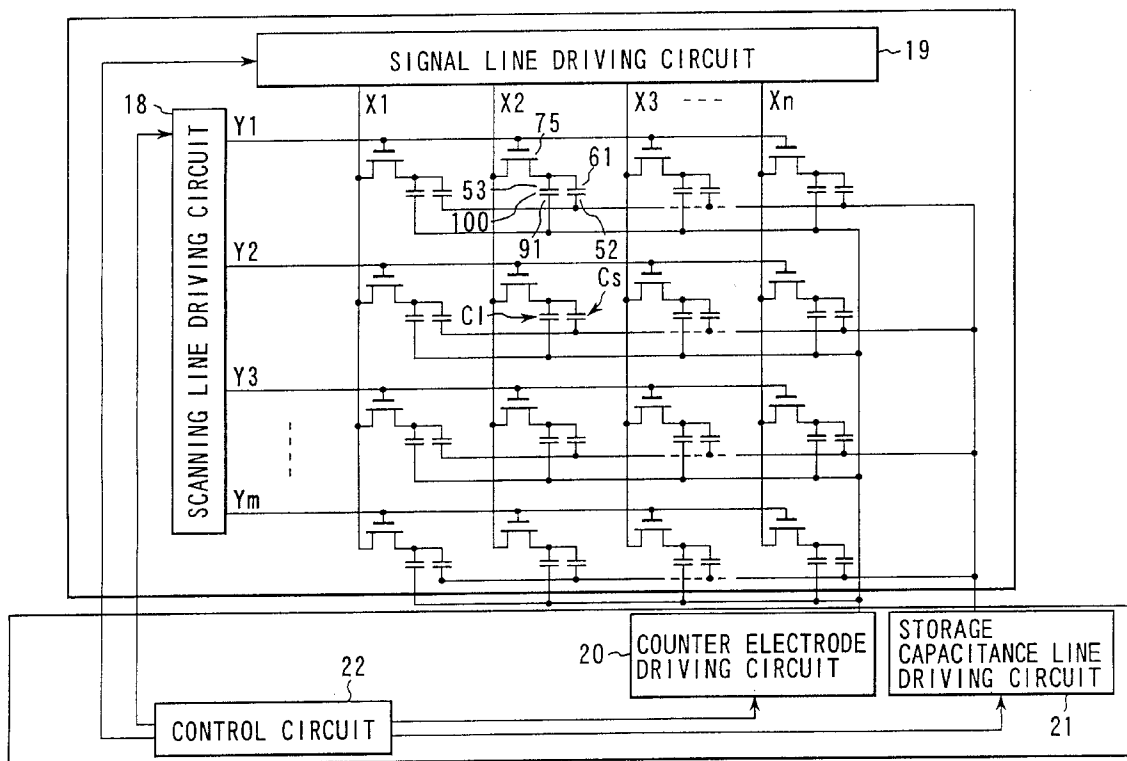 SIGNAL LINE DRIVING CIRCUIT
19
18
X1 X2 X3 ---- Xn
SCANNING LINE DRIVING CIRCUIT
Y1
75
61
53
100
91 52
Y2
Cs
Cl
Y3
Ym
20
COUNTER ELECTRODE
DRIVING CIRCUIT
STORAGE
CAPACITANCE LINE
DRIVING CIRCUIT
21
22
CONTROL CIRCUIT